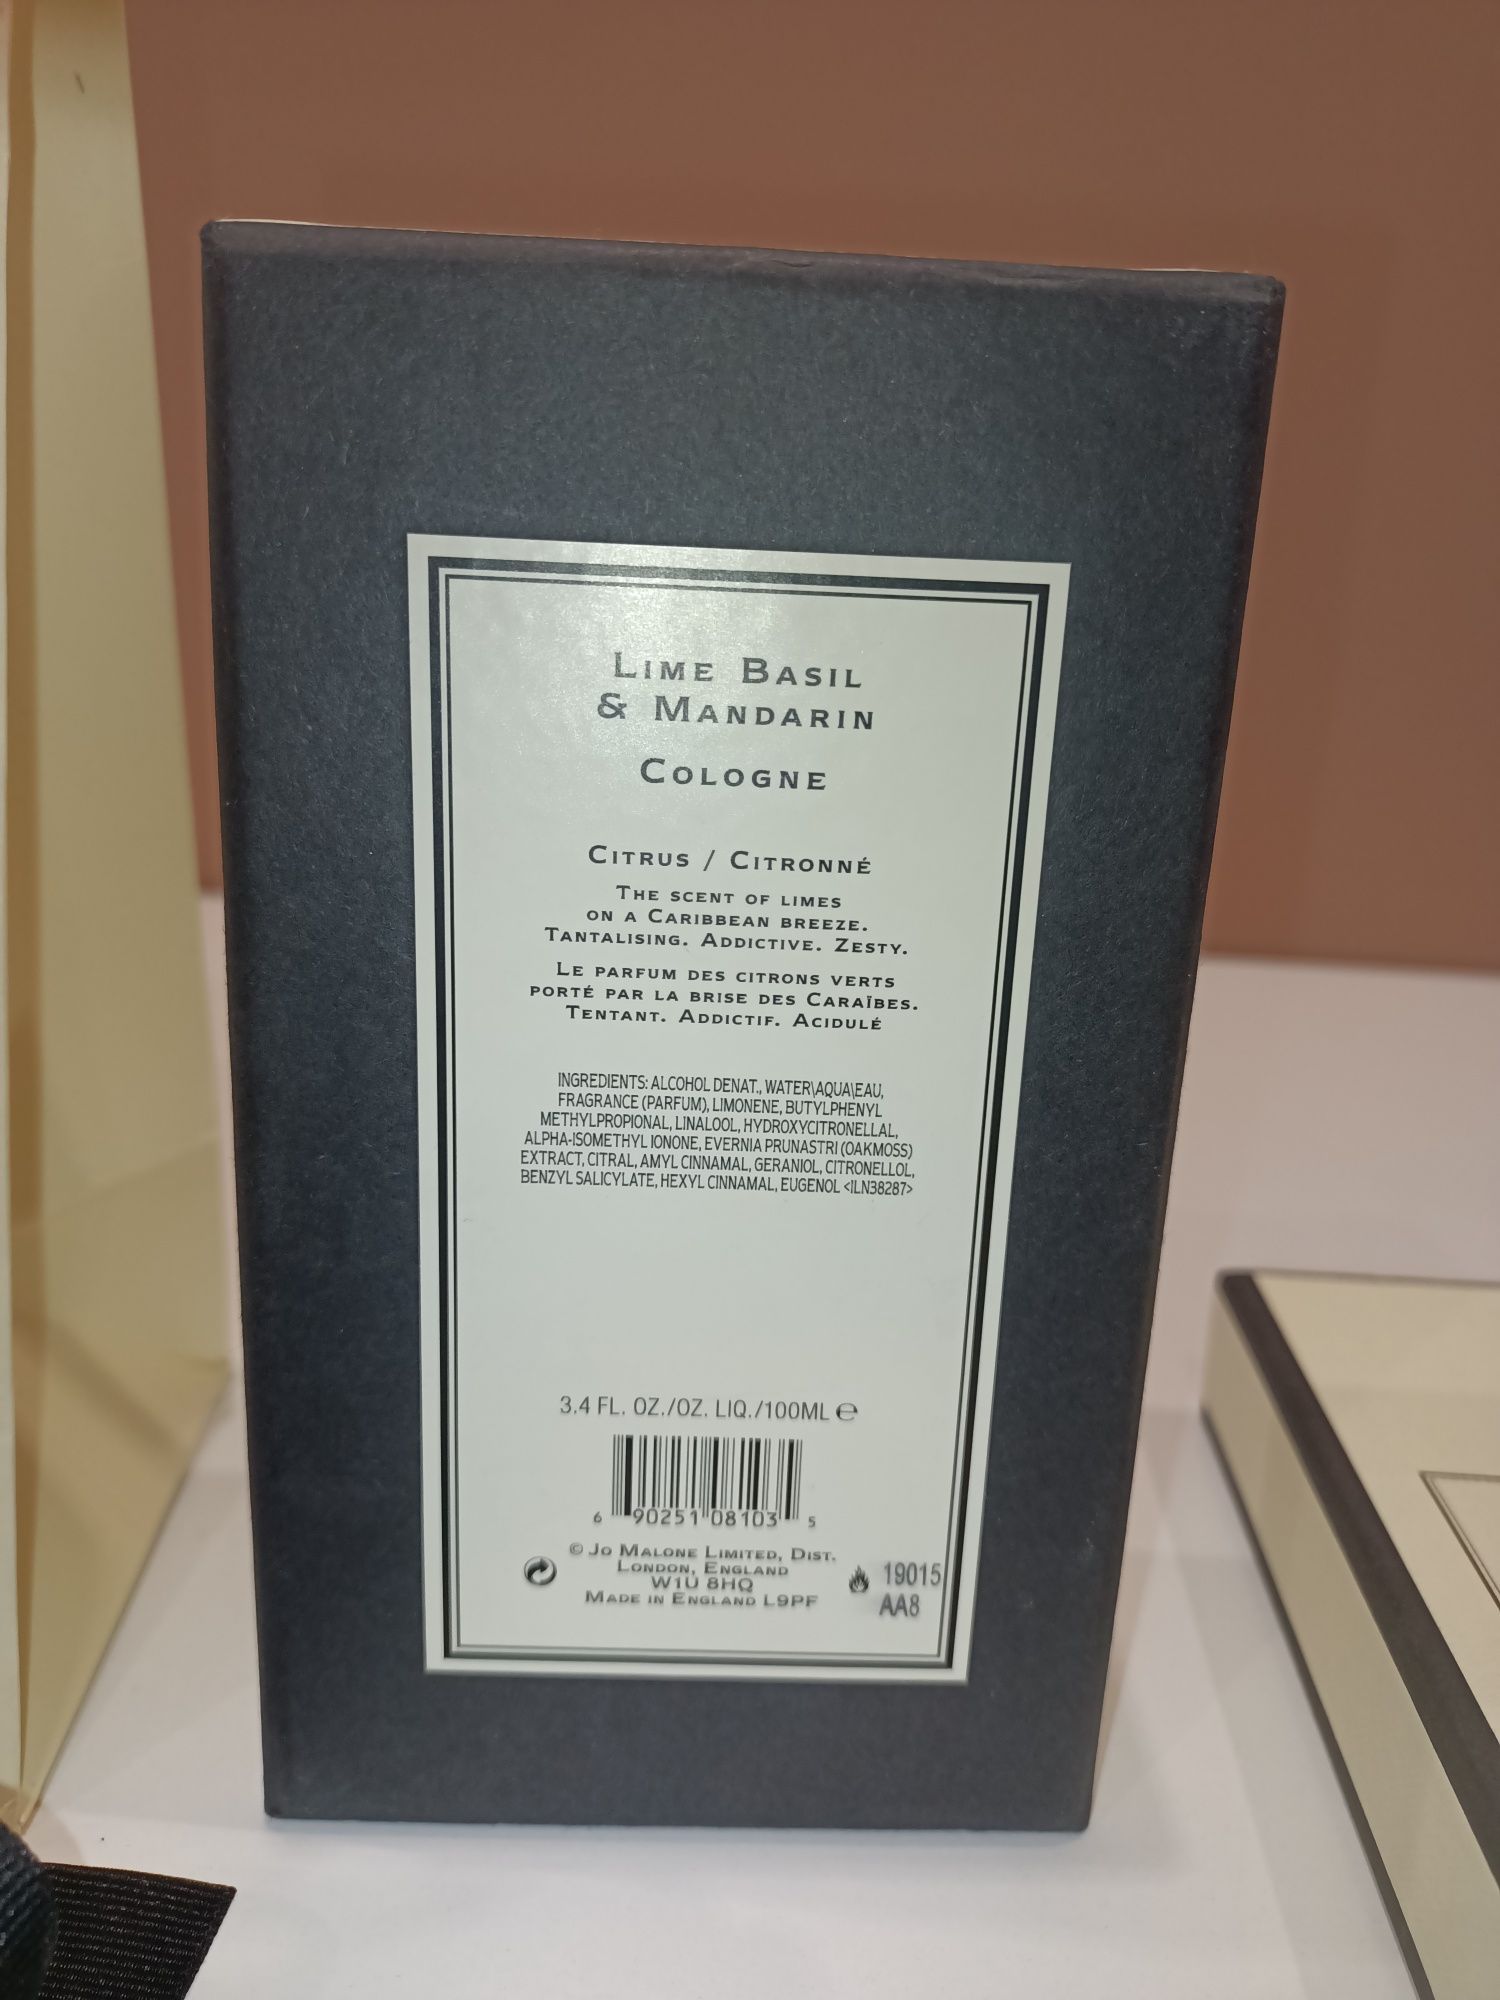 LIME BASIL
& MANDARIN
COLOGNE
CITRUS / CITRONNÉ
THE SCENT OF LIMES
ON A CARIBBEAN BREEZE.
TANTALISING. ADDICTIVE. ZESTY.
LE PARFUM DES CITRONS VERTS
PORTÉ PAR LA BRISE DES CARAÏBES.
TENTANT. ADDICTIF. ACIDULÉ
INGREDIENTS: ALCOHOL DENAT., WATER\AQUA\EAU,
FRAGRANCE (PARFUM), LIMONENE, BUTYLPHENYL
METHYLPROPIONAL, LINALOOL, HYDROXYCITRONELLAL,
ALPHA-ISOMETHYL IONONE, EVERNIA PRUNASTRI (OAKMOSS)
EXTRACT, CITRAL, AMYL CINNAMAL, GERANIOL, CITRONELLOL,
BENZYL SALICYLATE, HEXYL CINNAMAL, EUGENOL <ILN38287>
3.4 FL. OZ./OZ. LIQ./100ML ℮
6 90251 08103 5
© JO MALONE LIMITED, DIST.
LONDON, ENGLAND
W1U 8HQ
MADE IN ENGLAND L9PF
19015
AA8